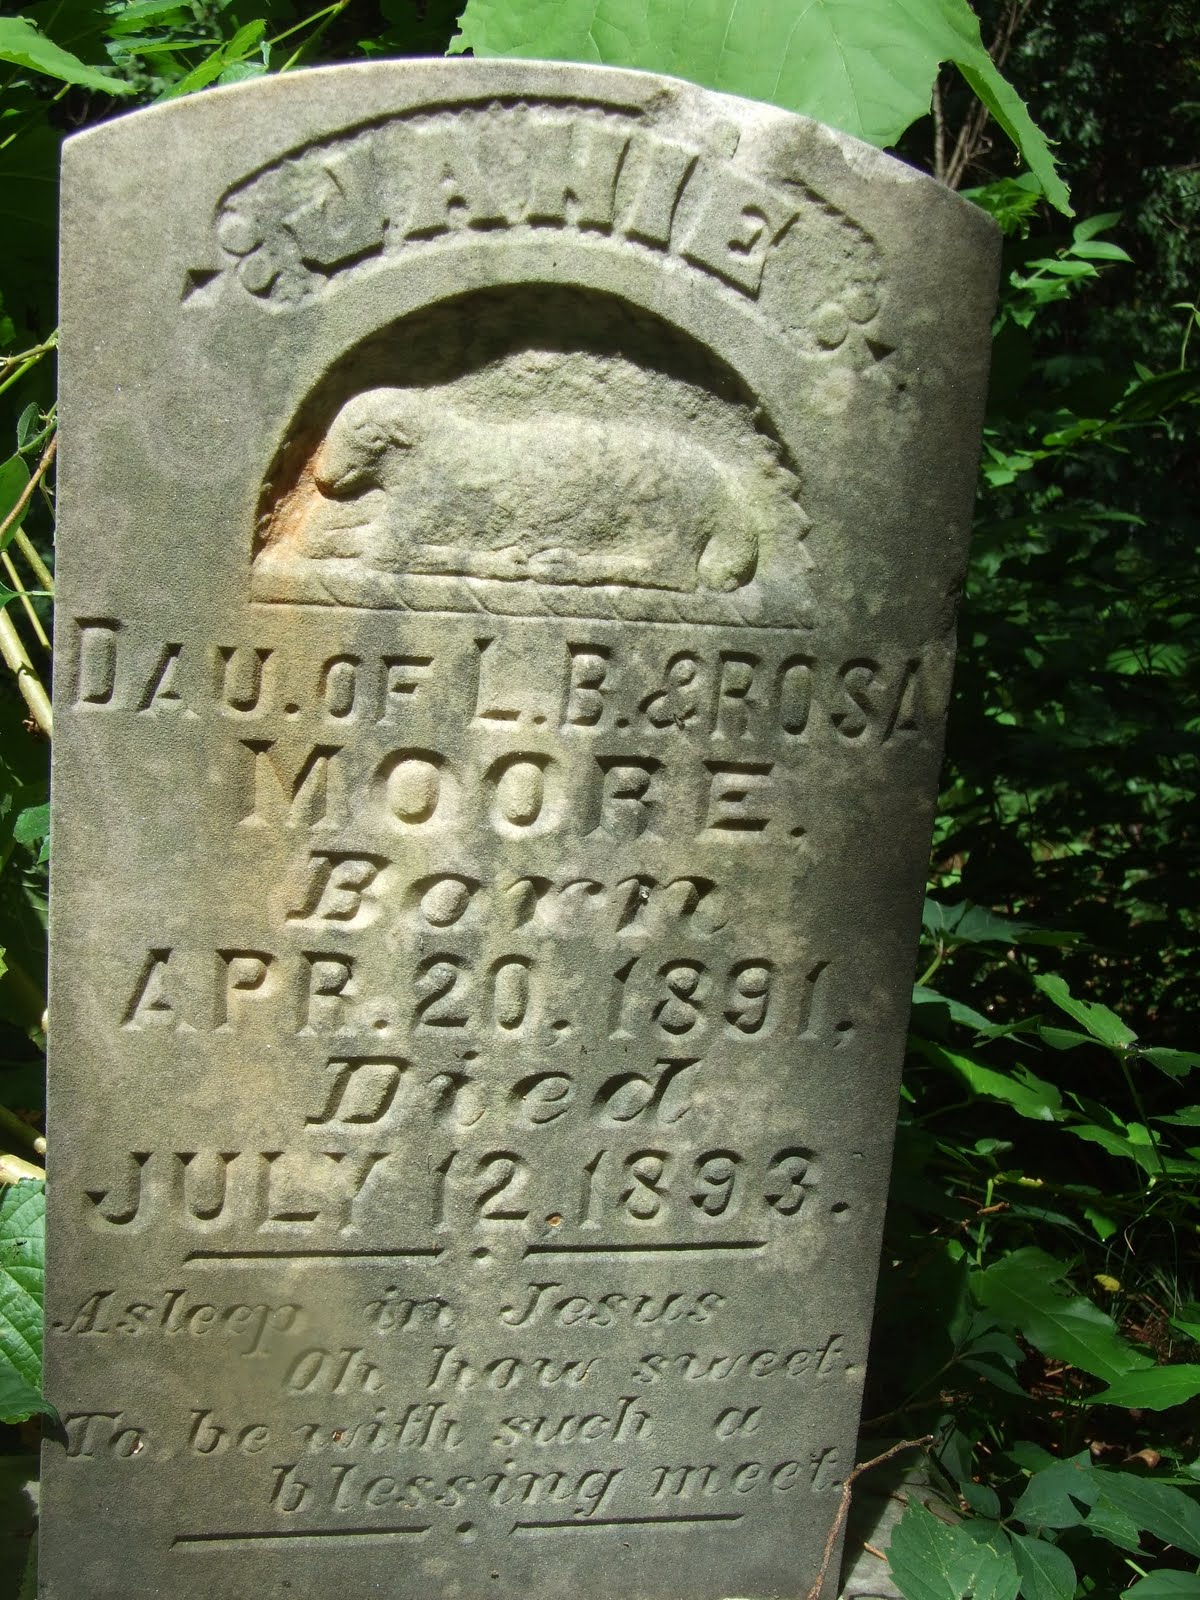 JANIE
DAU. OF L.B. & ROSA
MOORE.
Born
APR. 20, 1891,
Died
JULY 12, 1893.
Asleep in Jesus
Oh how sweet.
To, be with such a
blessing meet.